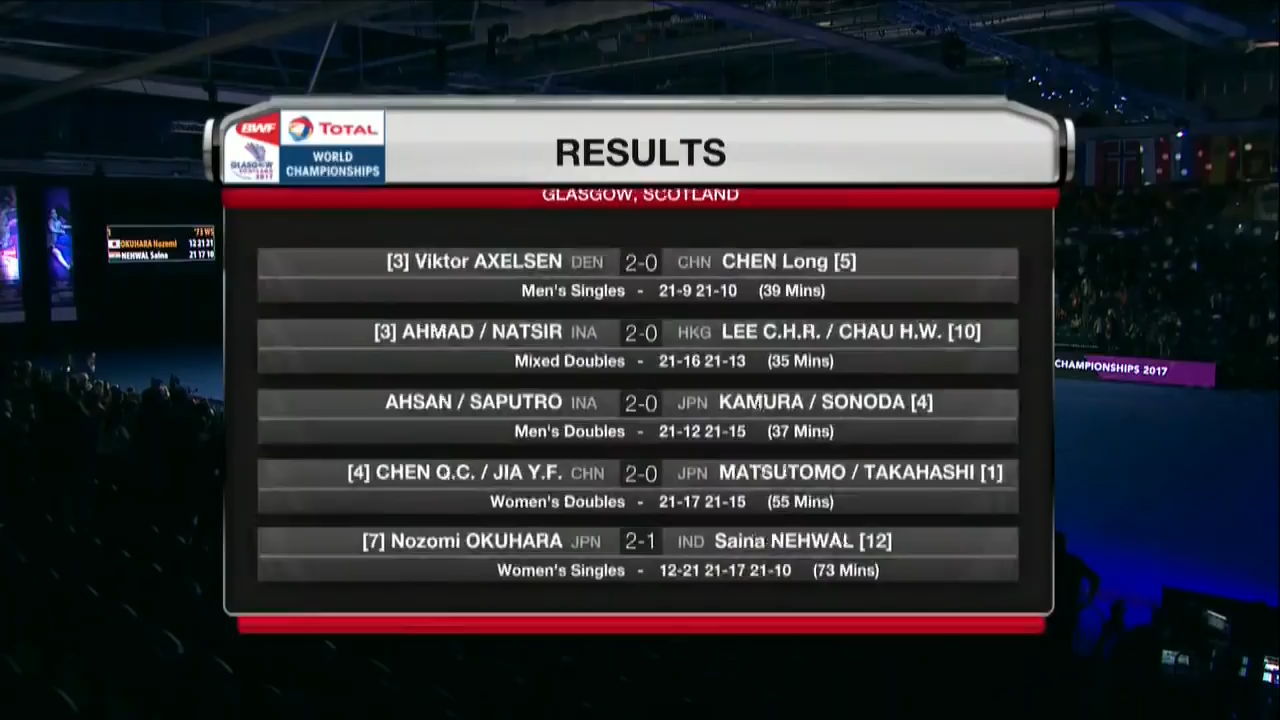 BWF
TOTAL
GLASGOW
SCOTLAND
2017
WORLD
CHAMPIONSHIPS
RESULTS
GLASGOW, SCOTLAND
[3] Viktor AXELSEN DEN 2-0 CHN CHEN Long [5]
Men's Singles - 21-9 21-10 (39 Mins)
[3] AHMAD / NATSIR INA 2-0 HKG LEE C.H.R. / CHAU H.W. [10]
Mixed Doubles - 21-16 21-13 (35 Mins)
AHSAN / SAPUTRO INA 2-0 JPN KAMURA / SONODA [4]
Men's Doubles - 21-12 21-15 (37 Mins)
[4] CHEN Q.C. / JIA Y.F. CHN 2-0 JPN MATSUTOMO / TAKAHASHI [1]
Women's Doubles - 21-17 21-15 (55 Mins)
[7] Nozomi OKUHARA JPN 2-1 IND Saina NEHWAL [12]
Women's Singles - 12-21 21-17 21-10 (73 Mins)
1 '73 WS
OKUHARA Nozomi 12 21 21
NEHWAL Saina 21 17 10
CHAMPIONSHIPS 2017